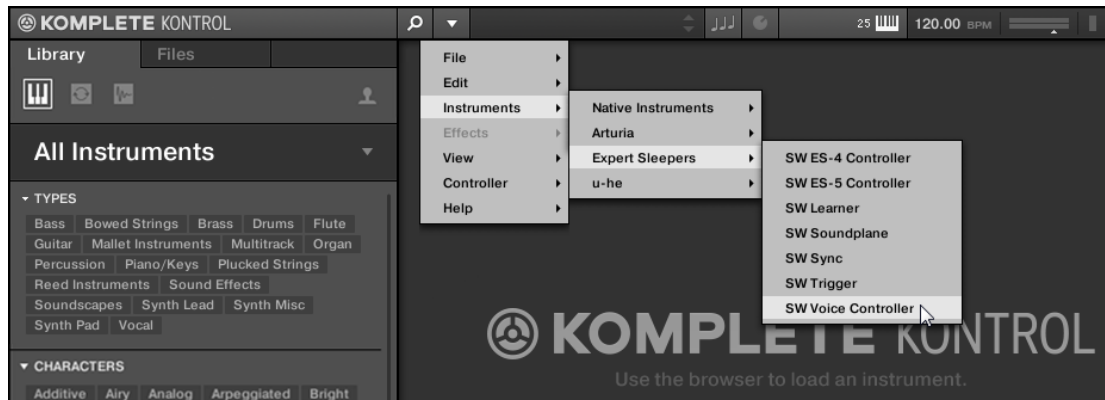 KOMPLETE KONTROL
25
120.00 BPM
Library
Files
All Instruments
TYPES
Bass Bowed Strings Brass Drums Flute
Guitar Mallet Instruments Multitrack Organ
Percussion Piano/Keys Plucked Strings
Reed Instruments Sound Effects
Soundscapes Synth Lead Synth Misc
Synth Pad Vocal
CHARACTERS
Additive Airy Analog Arpeggiated Bright
File
Edit
Instruments
Effects
View
Controller
Help
Native Instruments
Arturia
Expert Sleepers
u-he
SW ES-4 Controller
SW ES-5 Controller
SW Learner
SW Soundplane
SW Sync
SW Trigger
SW Voice Controller
KOMPLETE KONTROL
Use the browser to load an instrument.